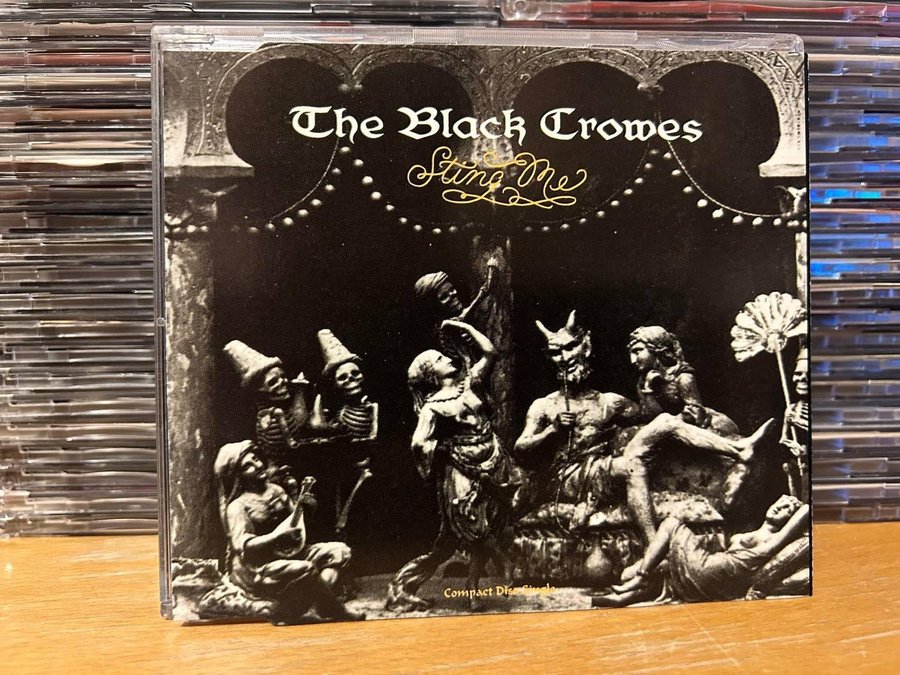 The Black Crowes
Sting Me
Compact Disc Single